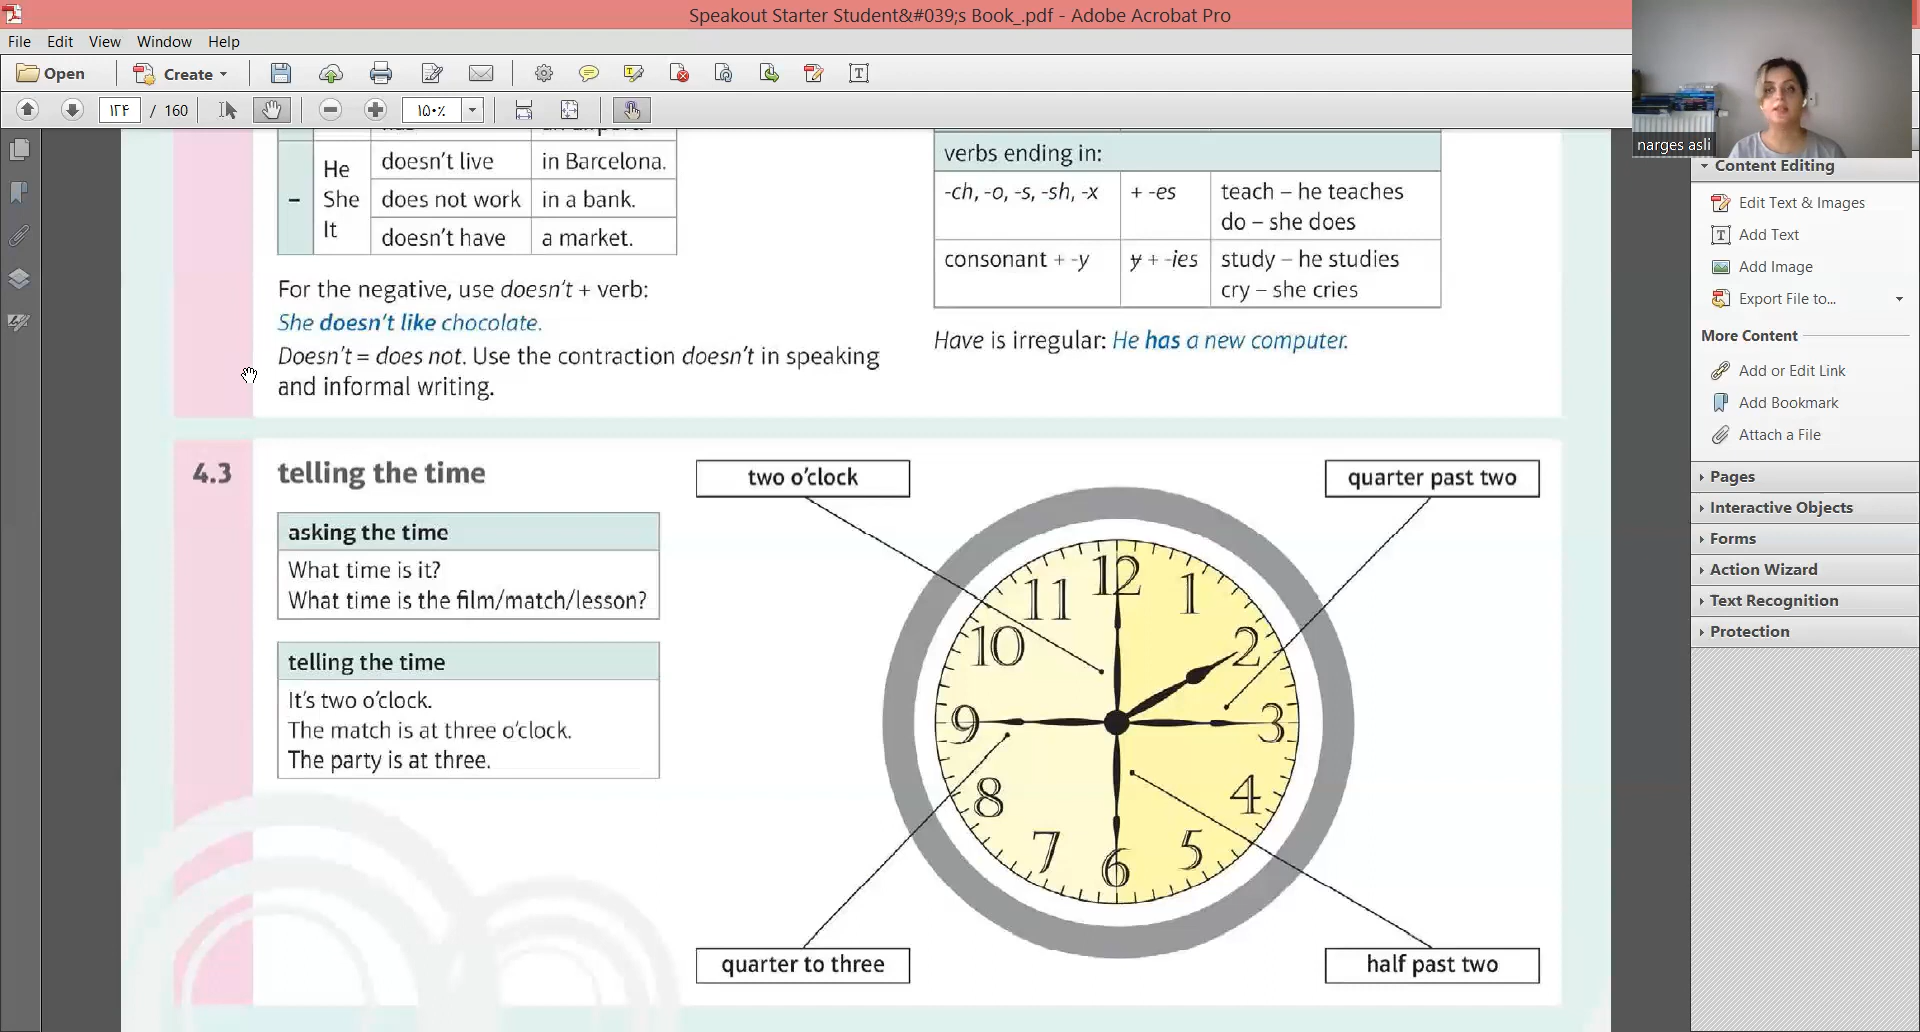 Speakout Starter Student&#039;s Book_.pdf - Adobe Acrobat Pro
File Edit View Window Help
Open Create
۱۳۴ / 160 ۱۵۰٪
narges asli
He
She
It
–
doesn't live in Barcelona.
does not work in a bank.
doesn't have a market.
For the negative, use doesn't + verb:
She doesn't like chocolate.
Doesn't = does not. Use the contraction doesn't in speaking
and informal writing.
verbs ending in:
-ch, -o, -s, -sh, -x + -es teach – he teaches
do – she does
consonant + -y y + -ies study – he studies
cry – she cries
Have is irregular: He has a new computer.
4.3 telling the time
asking the time
What time is it?
What time is the film/match/lesson?
telling the time
It's two o'clock.
The match is at three o'clock.
The party is at three.
two o'clock
quarter past two
12
1
2
3
4
5
6
7
8
9
10
11
quarter to three
half past two
Content Editing
Edit Text & Images
Add Text
Add Image
Export File to...
More Content
Add or Edit Link
Add Bookmark
Attach a File
Pages
Interactive Objects
Forms
Action Wizard
Text Recognition
Protection